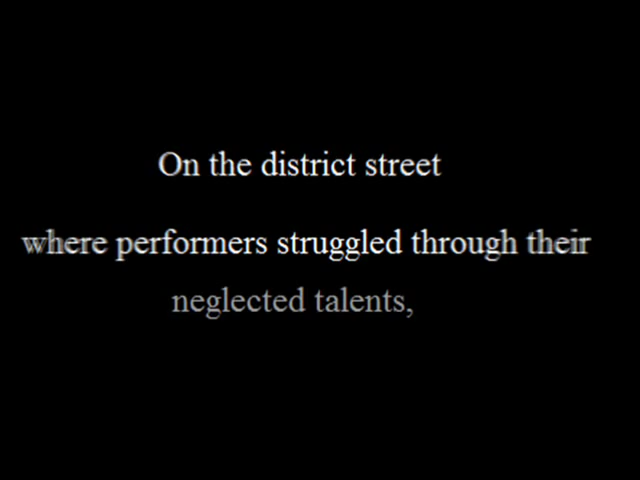 On the district street
where performers struggled through their
neglected talents,